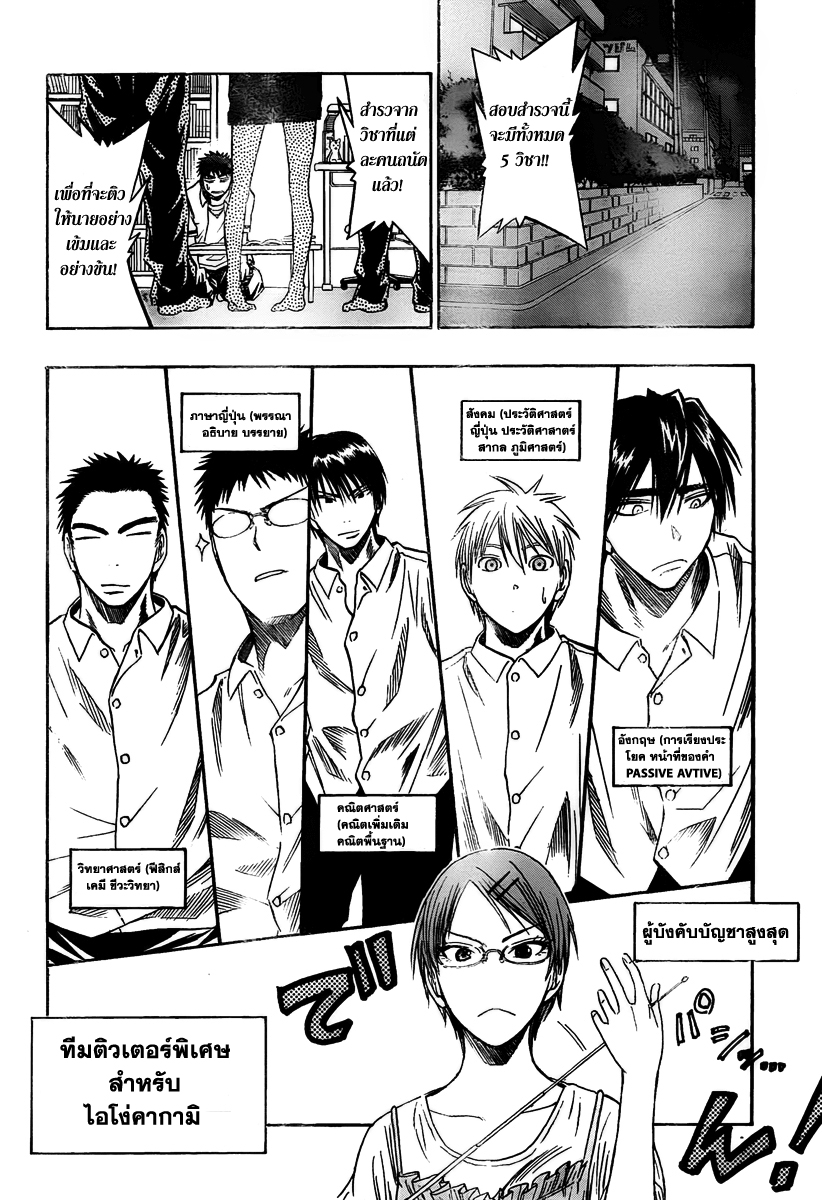 สอบสำรวจนี้
จะมีทั้งหมด
5 วิชา!!
สำรวจาก
วิชาที่แต่
ละคนถนัด
แล้ว!
เพื่อที่จะติว
ให้นายอย่าง
เข้มและ
อย่างข้น!
สังคม (ประวัติศาสตร์
ญี่ปุ่น ประวัติศาสาตร์
สากล ภูมิศาสตร์)
ภาษาญี่ปุ่น (พรรณา
อธิบาย บรรยาย)
อังกฤษ (การเรียงประ
โยค หน้าที่ของคำ
PASSIVE AVTIVE)
คณิตศาสตร์
(คณิตเพิ่มเติม
คณิตพื้นฐาน)
วิทยาศาสตร์ (ฟิสิกส์
เคมี ชีวะวิทยา)
ผู้บังคับบัญชาสูงสุด
ทีมติวเตอร์พิเศษ
สำหรับ
ไอโง่คากามิ